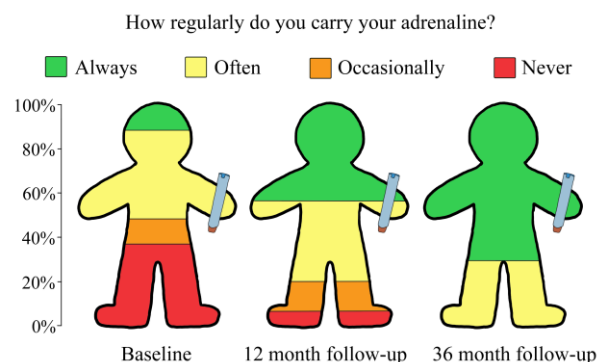 How regularly do you carry your adrenaline?
Always Often Occasionally Never
100%
80%
60%
40%
20%
0%
Baseline 12 month follow-up 36 month follow-up